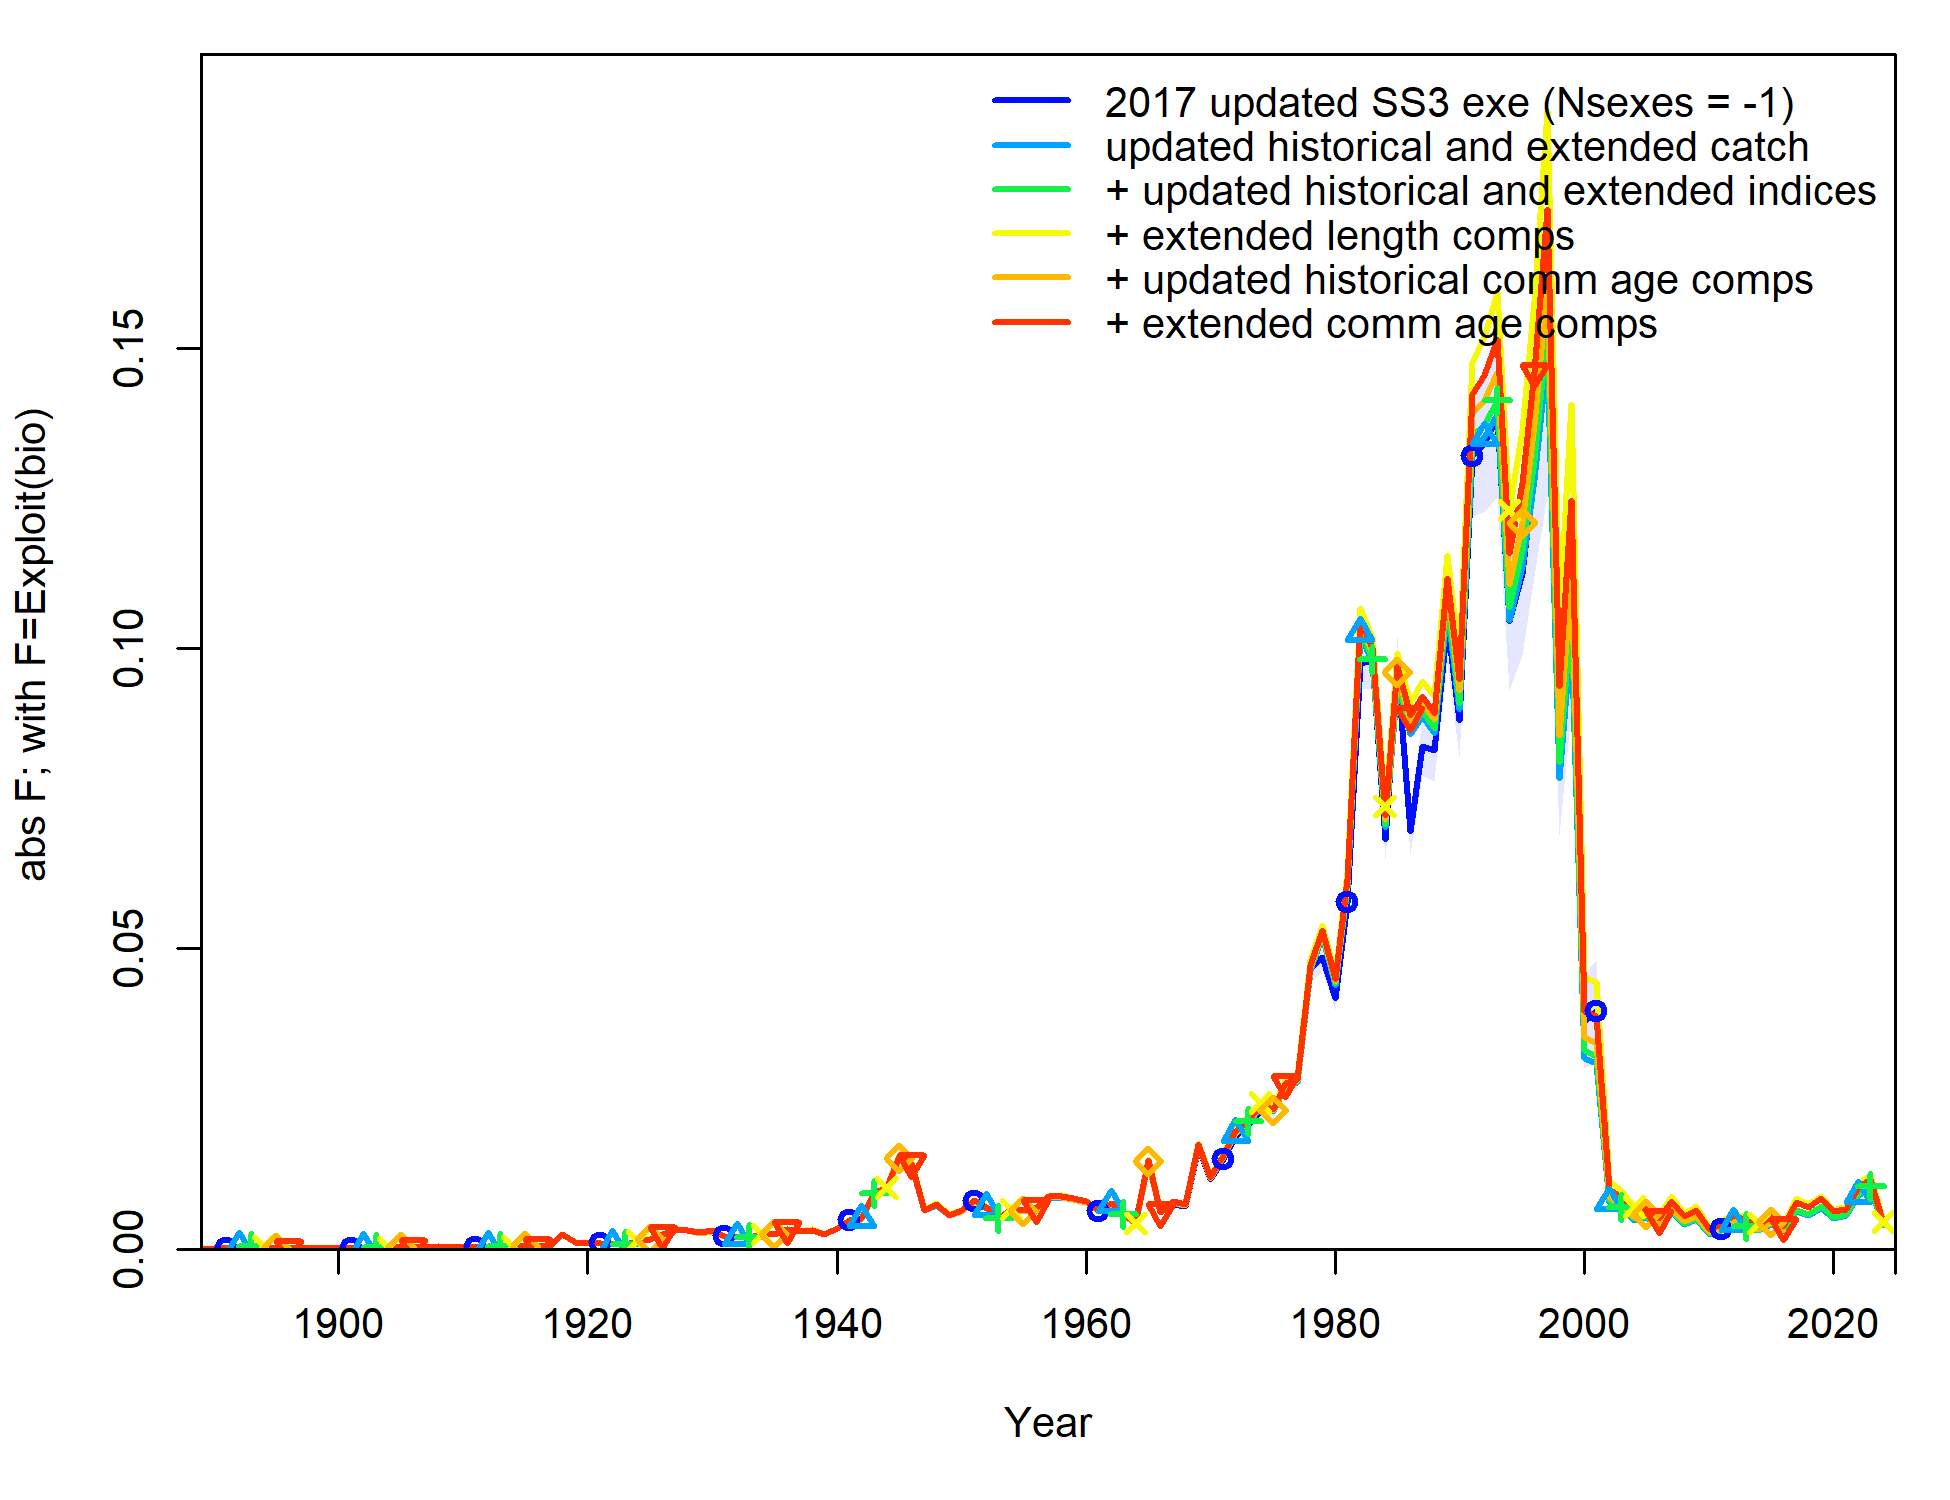 2017 updated SS3 exe (Nsexes = -1)
updated historical and extended catch
+ updated historical and extended indices
+ extended length comps
+ updated historical comm age comps
+ extended comm age comps
abs F; with F=Exploit(bio)
0.15
0.10
0.05
0.00
1900 1920 1940 1960 1980 2000 2020
Year